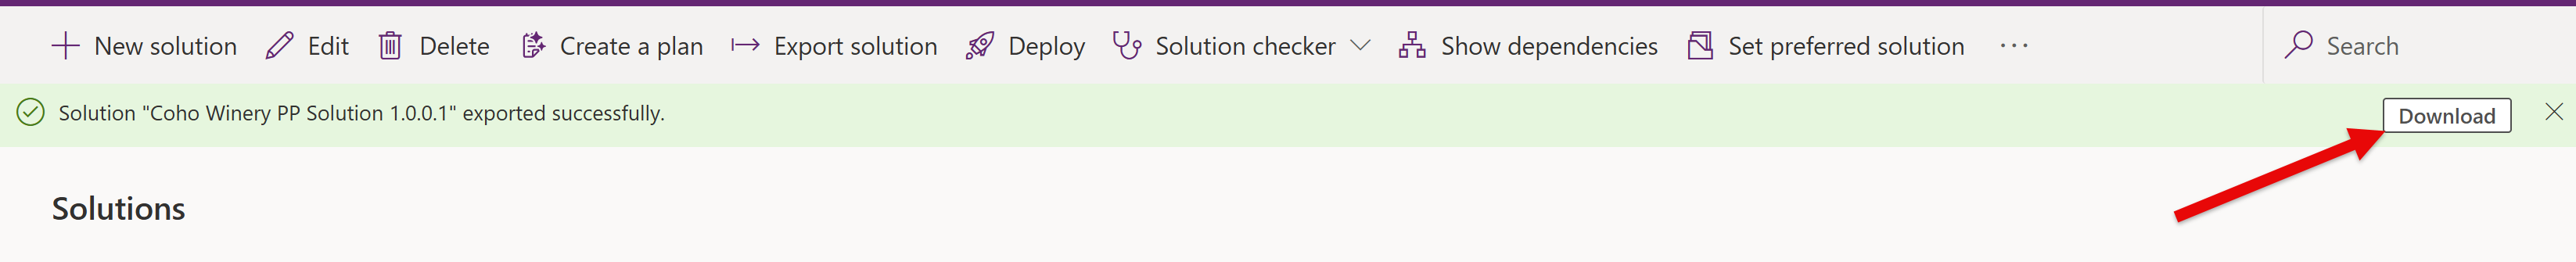 New solution Edit Delete Create a plan Export solution Deploy Solution checker Show dependencies Set preferred solution ... Search
Solution "Coho Winery PP Solution 1.0.0.1" exported successfully. Download
Solutions